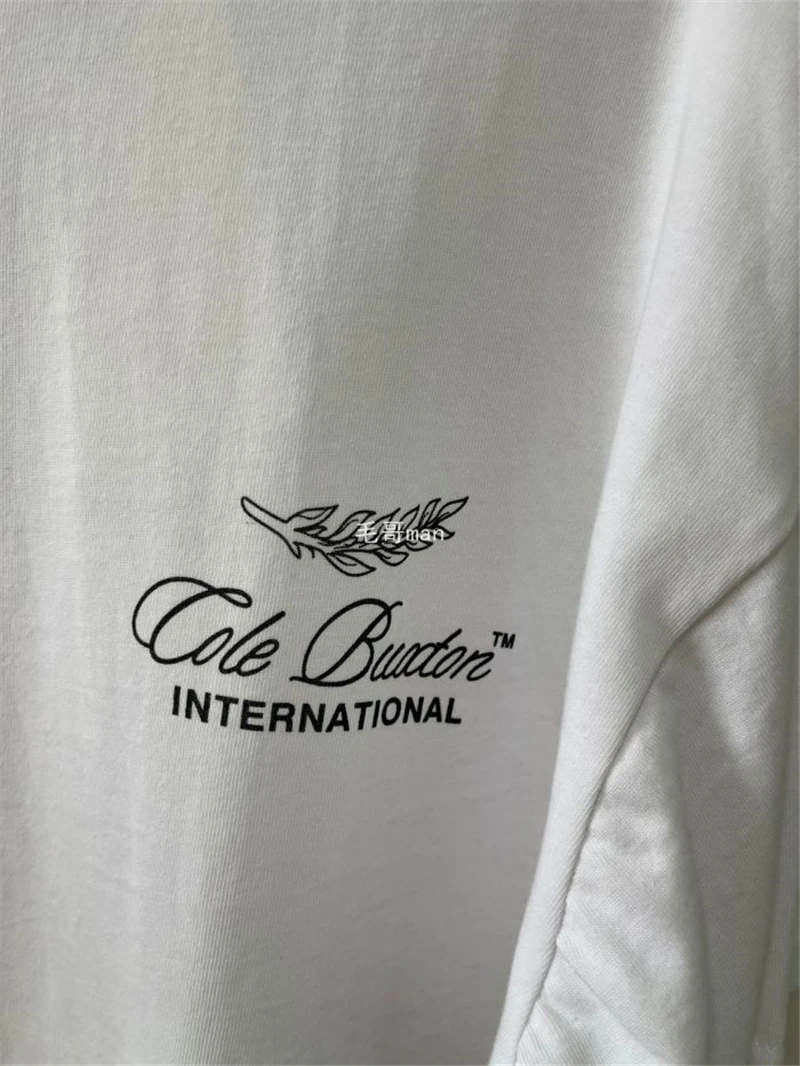 毛哥man
Cole Buxton™
INTERNATIONAL